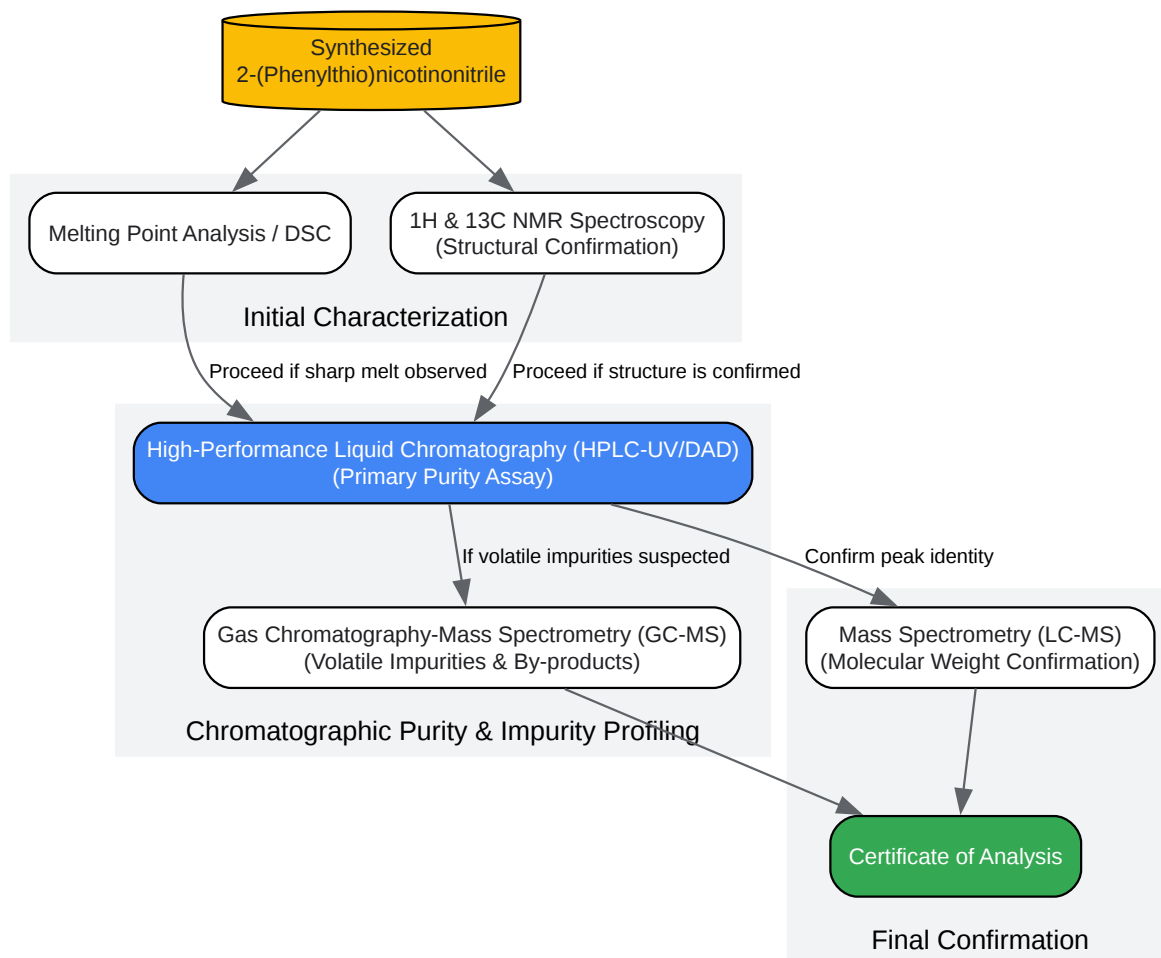 Synthesized
2-(Phenylthio)nicotinonitrile
Melting Point Analysis / DSC
1H & 13C NMR Spectroscopy
(Structural Confirmation)
Initial Characterization
Proceed if sharp melt observed
Proceed if structure is confirmed
High-Performance Liquid Chromatography (HPLC-UV/DAD)
(Primary Purity Assay)
If volatile impurities suspected
Confirm peak identity
Gas Chromatography-Mass Spectrometry (GC-MS)
(Volatile Impurities & By-products)
Mass Spectrometry (LC-MS)
(Molecular Weight Confirmation)
Chromatographic Purity & Impurity Profiling
Certificate of Analysis
Final Confirmation